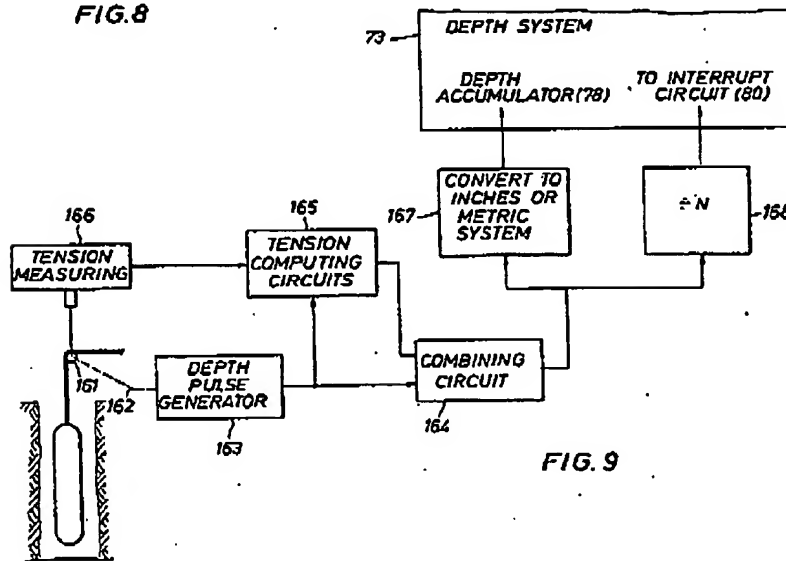 FIG.8
73
DEPTH SYSTEM
DEPTH
ACCUMULATOR (78)
TO INTERRUPT
CIRCUIT (80)
167
CONVERT TO
INCHES OR
METRIC
SYSTEM
÷N
168
166
TENSION
MEASURING
165
TENSION
COMPUTING
CIRCUITS
161
162
DEPTH
PULSE
GENERATOR
163
COMBINING
CIRCUIT
164
FIG. 9